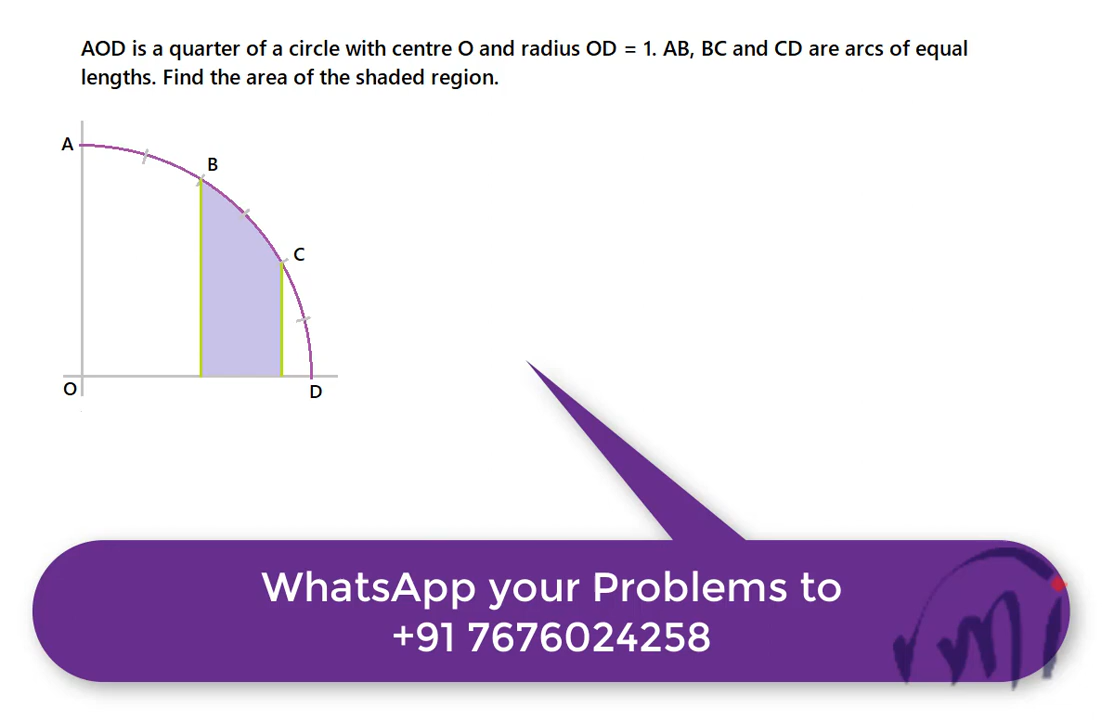 AOD is a quarter of a circle with centre O and radius OD = 1. AB, BC and CD are arcs of equal
lengths. Find the area of the shaded region.
A
B
C
O
D
WhatsApp your Problems to
+91 7676024258